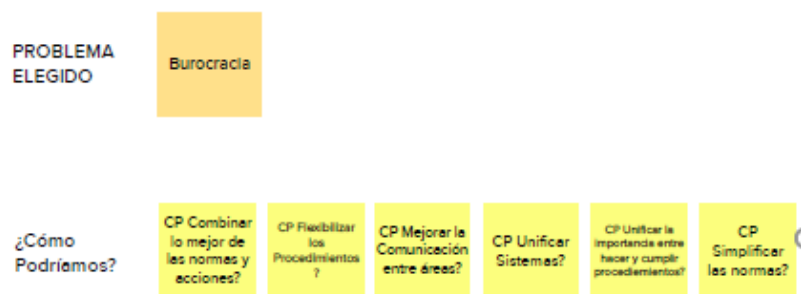 PROBLEMA
ELEGIDO
Burocracia
¿Cómo
Podríamos?
CP Combinar
lo mejor de
las normas y
acciones?
CP Flexibilizar
los
Procedimientos
?
CP Mejorar la
Comunicación
entre áreas?
CP Unificar
Sistemas?
CP Unificar la
importancia entre
hacer y cumplir
procediemientos?
CP
Simplificar
las normas?